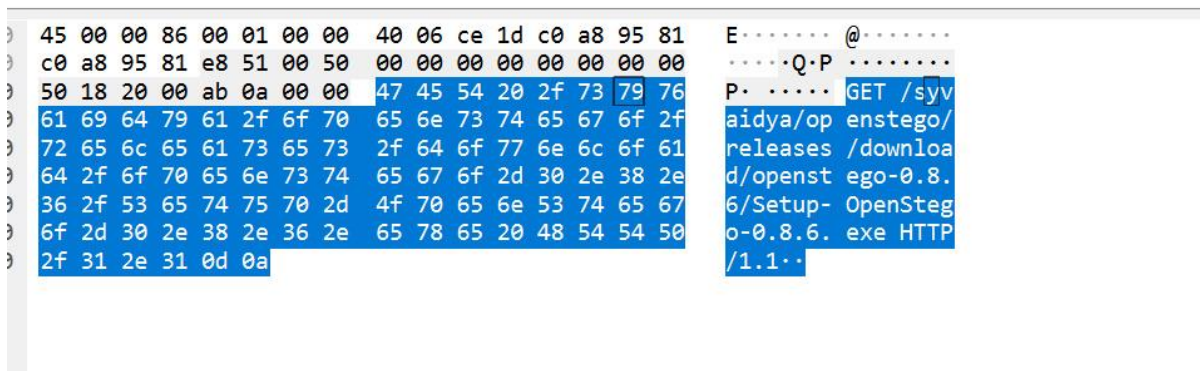 45 00 00 86 00 01 00 00 40 06 ce 1d c0 a8 95 81 E······· @·······
c0 a8 95 81 e8 51 00 50 00 00 00 00 00 00 00 00 ·····Q·P ········
50 18 20 00 ab 0a 00 00 47 45 54 20 2f 73 79 76 P· ····· GET /syv
61 69 64 79 61 2f 6f 70 65 6e 73 74 65 67 6f 2f aidya/op enstego/
72 65 6c 65 61 73 65 73 2f 64 6f 77 6e 6c 6f 61 releases /downloa
64 2f 6f 70 65 6e 73 74 65 67 6f 2d 30 2e 38 2e d/openst ego-0.8.
36 2f 53 65 74 75 70 2d 4f 70 65 6e 53 74 65 67 6/Setup- OpenSteg
6f 2d 30 2e 38 2e 36 2e 65 78 65 20 48 54 54 50 o-0.8.6. exe HTTP
2f 31 2e 31 0d 0a /1.1··